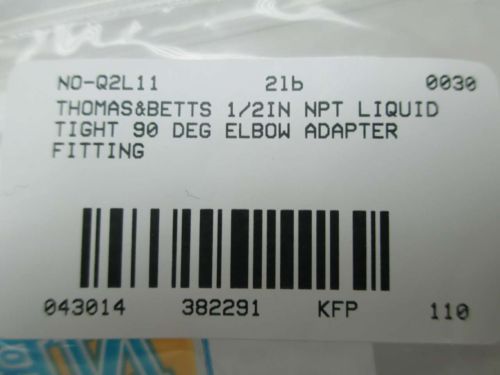 NO-Q2L11 2lb 0030
THOMAS&BETTS 1/2IN NPT LIQUID
TIGHT 90 DEG ELBOW ADAPTER
FITTING
043014 382291 KFP 110